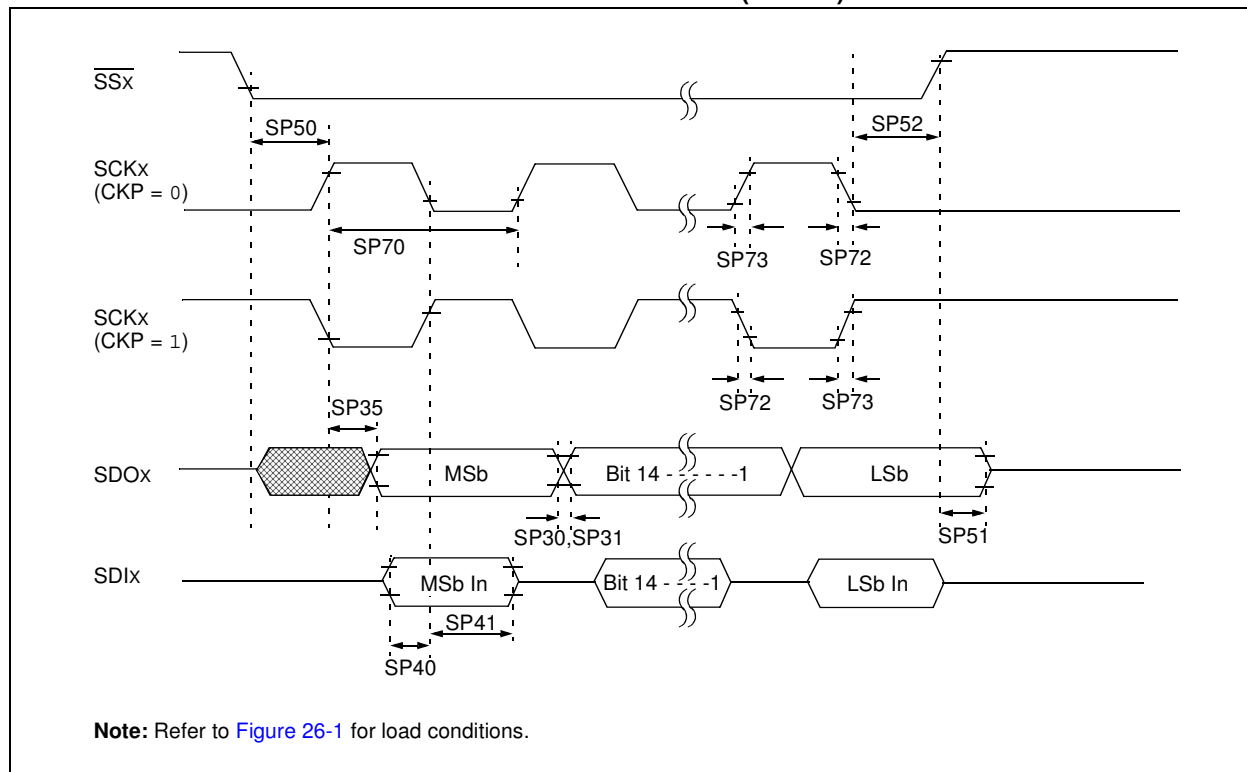 SSx
SP50
SP52
SCKx
(CKP = 0)
SP70
SP73
SP72
SCKx
(CKP = 1)
SP72
SP73
SP35
SDOx
MSb
Bit 14 - - - - - -1
LSb
SP30,SP31
SP51
SDIx
MSb In
Bit 14 - - - -1
LSb In
SP41
SP40
Note: Refer to Figure 26-1 for load conditions.